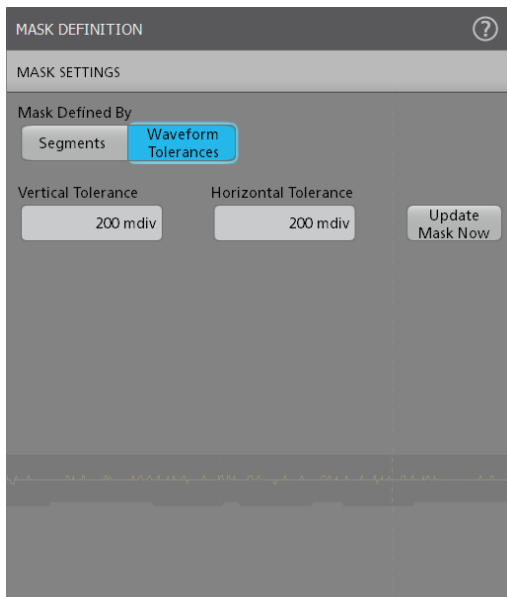 MASK DEFINITION
?
MASK SETTINGS
Mask Defined By
Segments
Waveform
Tolerances
Vertical Tolerance
Horizontal Tolerance
200 mdiv
200 mdiv
Update
Mask Now